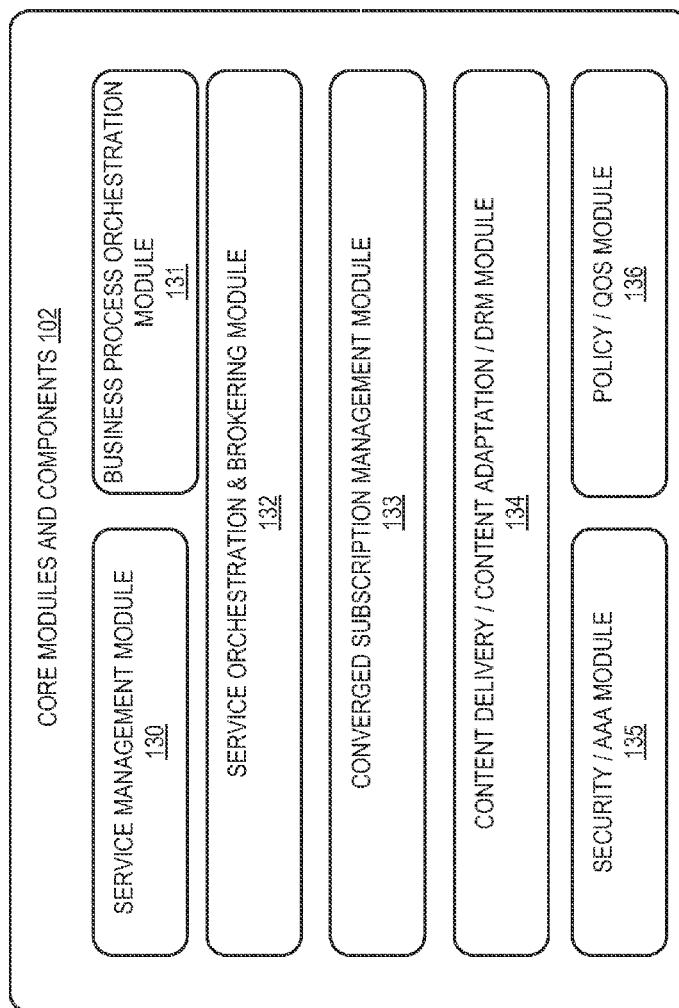 CORE MODULES AND COMPONENTS 102
SERVICE MANAGEMENT MODULE
130
BUSINESS PROCESS ORCHESTRATION
MODULE
131
SERVICE ORCHESTRATION & BROKERING MODULE
132
CONVERGED SUBSCRIPTION MANAGEMENT MODULE
133
CONTENT DELIVERY / CONTENT ADAPTATION / DRM MODULE
134
SECURITY / AAA MODULE
135
POLICY / QOS MODULE
136